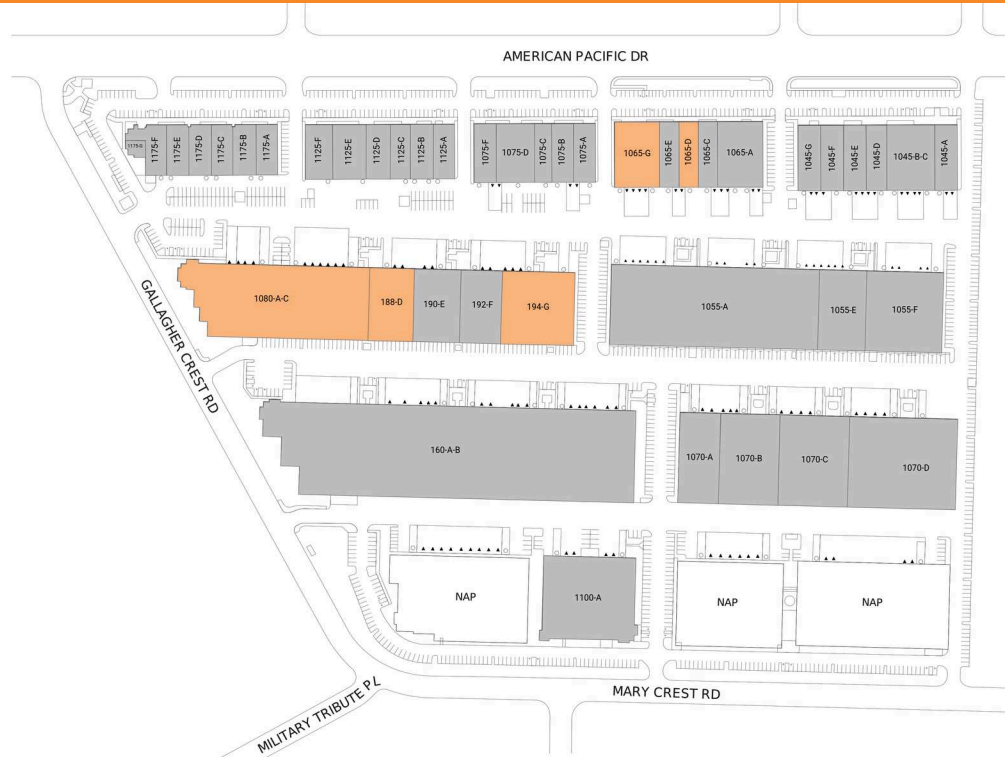 AMERICAN PACIFIC DR
1175-G
1175-F
1175-E
1175-D
1175-C
1175-B
1175-A
1125-F
1125-E
1125-D
1125-C
1125-B
1125-A
1075-F
1075-D
1075-C
1075-B
1075-A
1065-G
1065-E
1065-D
1065-C
1065-A
1045-G
1045-F
1045-E
1045-D
1045-B-C
1045-A
GALLAGHER CREST RD
1080-A-C
188-D
190-E
192-F
194-G
1055-A
1055-E
1055-F
160-A-B
1070-A
1070-B
1070-C
1070-D
NAP
1100-A
NAP
NAP
MILITARY TRIBUTE PL
MARY CREST RD